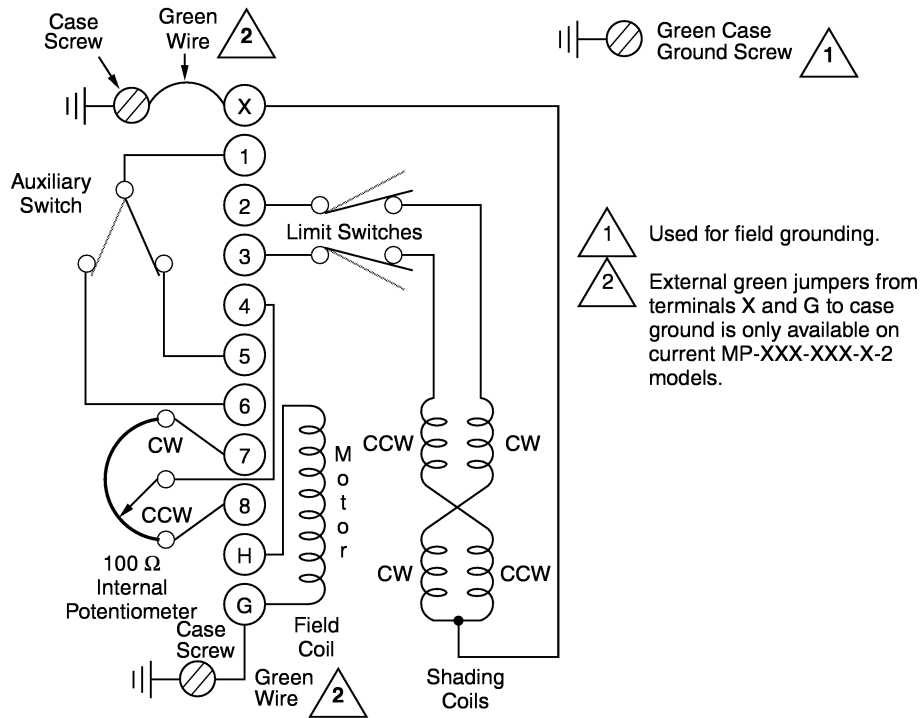 Case
Screw
Green
Wire
2
Green Case
Ground Screw
1
X
1
Auxiliary
Switch
2
Limit Switches
3
1 Used for field grounding.
2 External green jumpers from
terminals X and G to case
ground is only available on
current MP-XXX-XXX-X-2
models.
4
5
6
CW
7
CCW
8
100 Ω
Internal
Potentiometer
H
G
Motor
Field
Coil
CCW
CW
CW
CCW
Shading
Coils
Case
Screw
Green
Wire
2